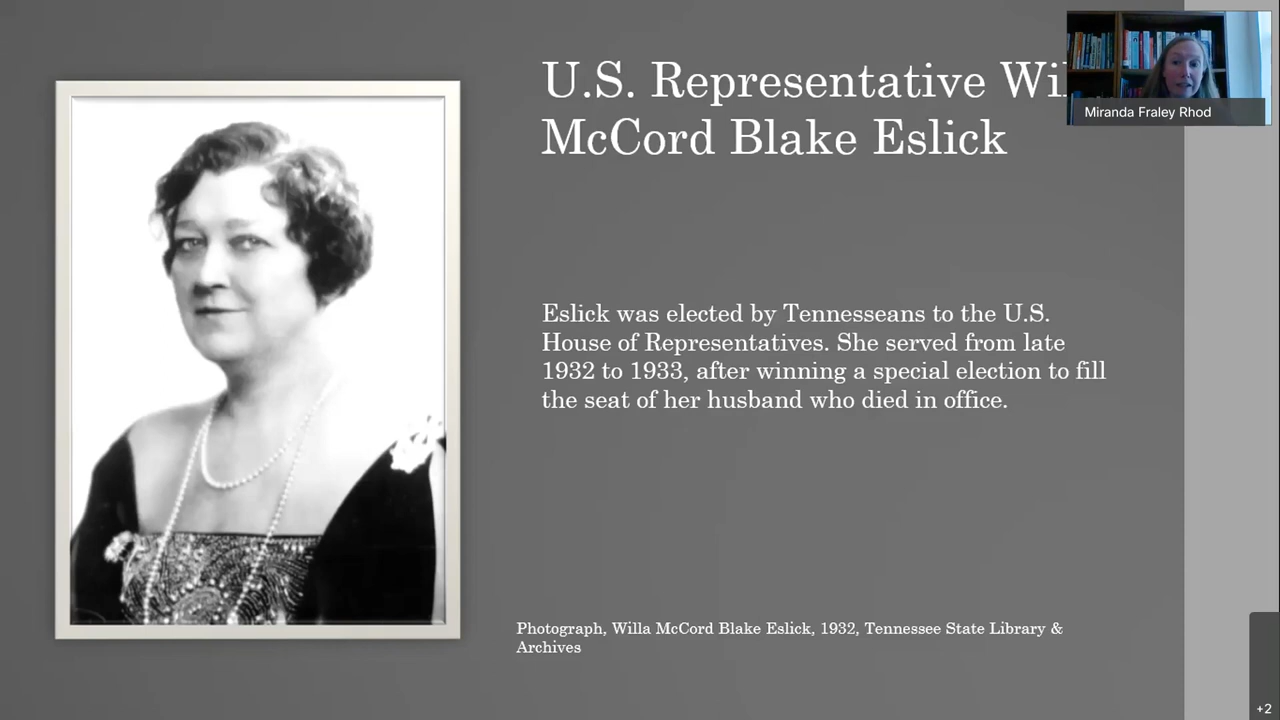 U.S. Representative Wi
McCord Blake Eslick
Miranda Fraley Rhod
Eslick was elected by Tennesseans to the U.S.
House of Representatives. She served from late
1932 to 1933, after winning a special election to fill
the seat of her husband who died in office.
Photograph, Willa McCord Blake Eslick, 1932, Tennessee State Library &
Archives
+2